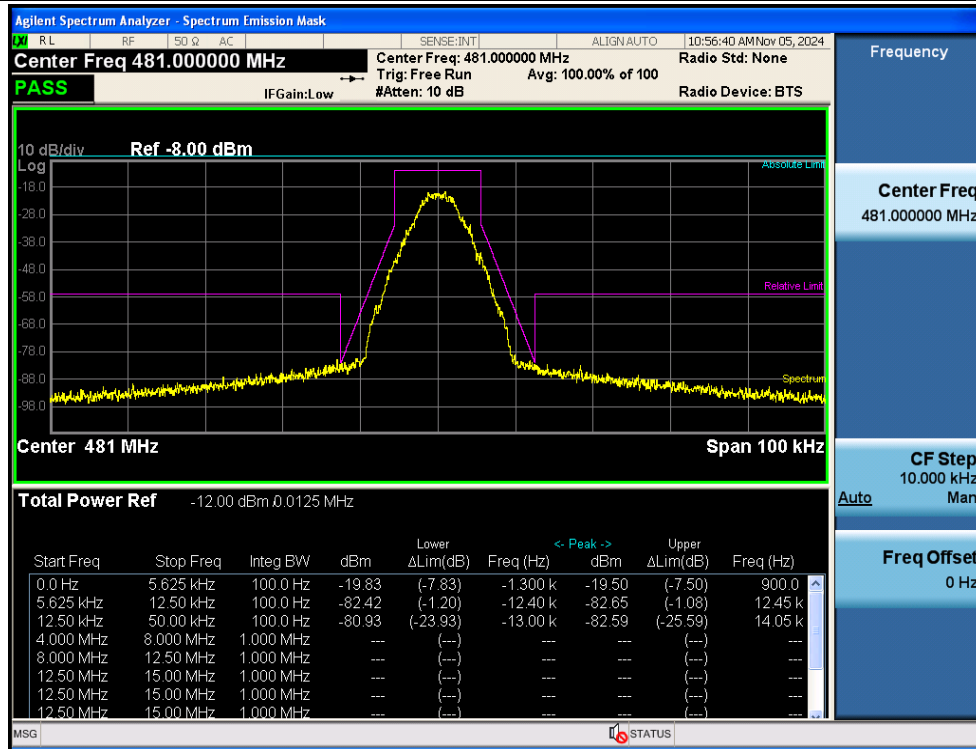 Agilent Spectrum Analyzer - Spectrum Emission Mask
LXI RL RF 50 Ω AC SENSE:INT ALIGN AUTO 10:56:40 AM Nov 05, 2024
Center Freq 481.000000 MHz Center Freq: 481.000000 MHz Radio Std: None
Trig: Free Run Avg: 100.00% of 100
PASS IFGain:Low #Atten: 10 dB Radio Device: BTS
10 dB/div Ref -8.00 dBm
Log
Absolute Limit
-18.0
-28.0
-38.0
-48.0
Relative Limit
-58.0
-68.0
-78.0
-88.0
Spectrum
-98.0
Center 481 MHz Span 100 kHz
Total Power Ref -12.00 dBm /0.0125 MHz
Lower <- Peak -> Upper
Start Freq Stop Freq Integ BW dBm ΔLim(dB) Freq (Hz) dBm ΔLim(dB) Freq (Hz)
0.0 Hz 5.625 kHz 100.0 Hz -19.83 (-7.83) -1.300 k -19.50 (-7.50) 900.0
5.625 kHz 12.50 kHz 100.0 Hz -82.42 (-1.20) -12.40 k -82.65 (-1.08) 12.45 k
12.50 kHz 50.00 kHz 100.0 Hz -80.93 (-23.93) -13.00 k -82.59 (-25.59) 14.05 k
4.000 MHz 8.000 MHz 1.000 MHz --- (---) --- --- (---) ---
8.000 MHz 12.50 MHz 1.000 MHz --- (---) --- --- (---) ---
12.50 MHz 15.00 MHz 1.000 MHz --- (---) --- --- (---) ---
12.50 MHz 15.00 MHz 1.000 MHz --- (---) --- --- (---) ---
12.50 MHz 15.00 MHz 1.000 MHz --- (---) --- --- (---) ---
MSG STATUS
Frequency
Center Freq
481.000000 MHz
CF Step
10.000 kHz
Auto Man
Freq Offset
0 Hz